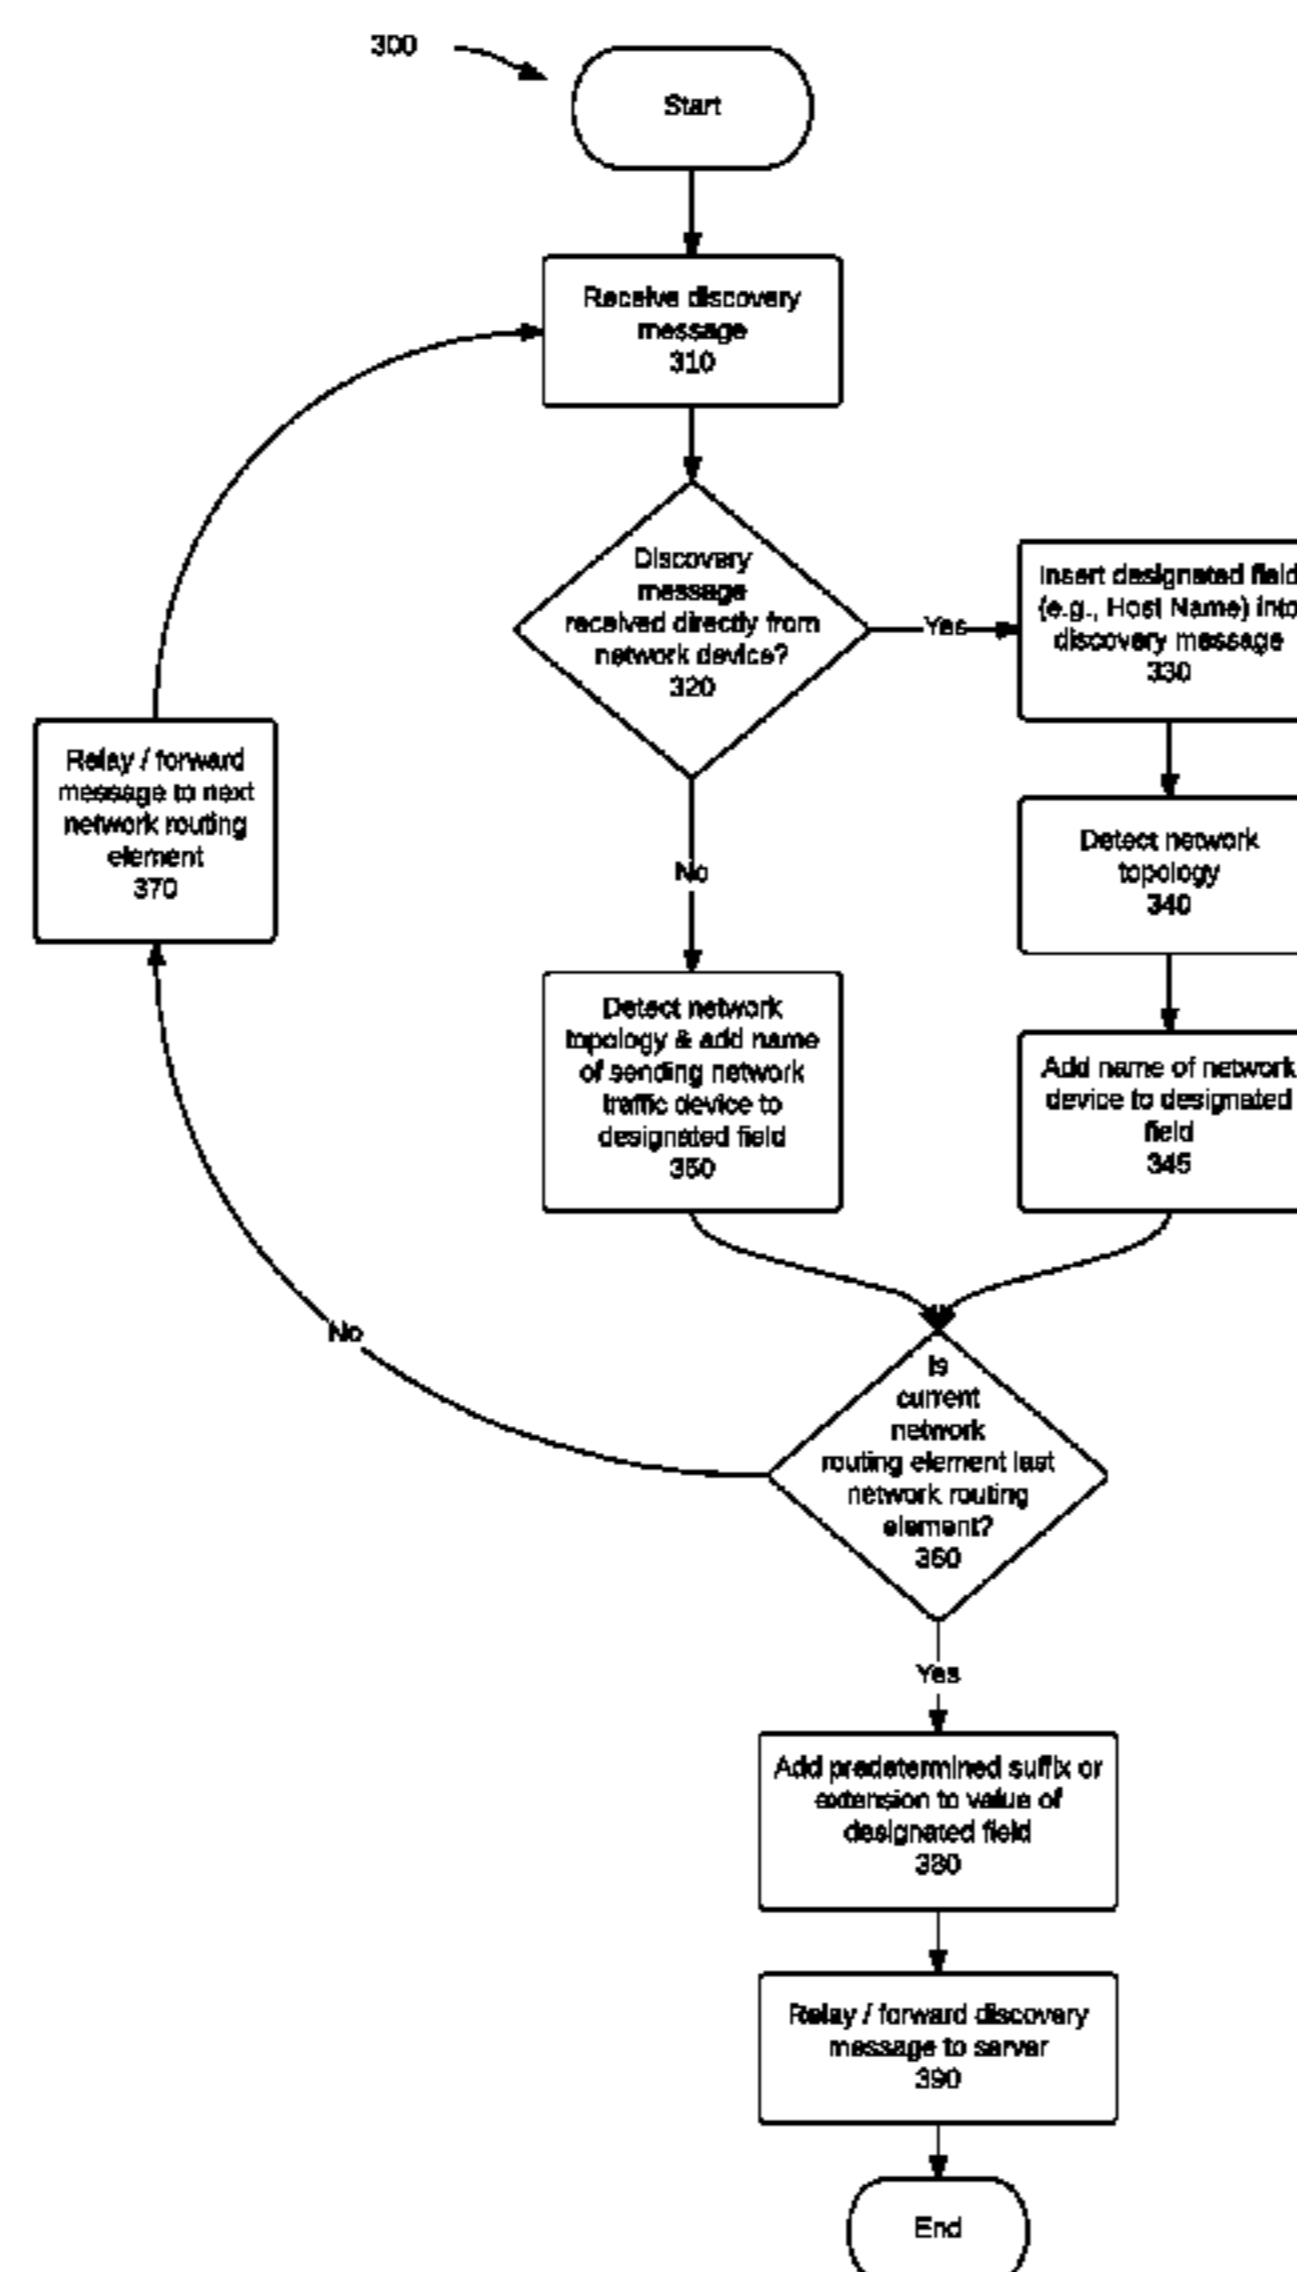 300
Start
Receive discovery
message
310
Discovery
message
received directly from
network device?
320
Yes
Insert designated field
(e.g., Host Name) into
discovery message
330
Relay / forward
message to next
network routing
element
370
Detect network
topology
340
No
Detect network
topology & add name
of sending network
traffic device to
designated field
350
Add name of network
device to designated
field
345
No
Is
current
network
routing element last
network routing
element?
360
Yes
Add predetermined suffix or
extension to value of
designated field
380
Relay / forward discovery
message to server
390
End